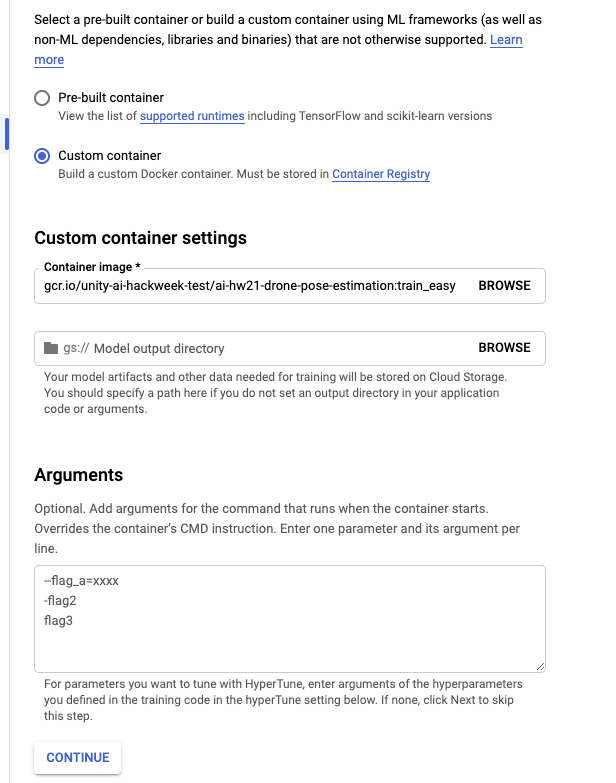 Select a pre-built container or build a custom container using ML frameworks (as well as
non-ML dependencies, libraries and binaries) that are not otherwise supported. Learn
more
Pre-built container
View the list of supported runtimes including TensorFlow and scikit-learn versions
Custom container
Build a custom Docker container. Must be stored in Container Registry
Custom container settings
Container image *
gcr.io/unity-ai-hackweek-test/ai-hw21-drone-pose-estimation:train_easy BROWSE
gs:// Model output directory BROWSE
Your model artifacts and other data needed for training will be stored on Cloud Storage.
You should specify a path here if you do not set an output directory in your application
code or arguments.
Arguments
Optional. Add arguments for the command that runs when the container starts.
Overrides the container's CMD instruction. Enter one parameter and its argument per
line.
--flag_a=xxxx
-flag2
flag3
For parameters you want to tune with HyperTune, enter arguments of the hyperparameters
you defined in the training code in the hyperTune setting below. If none, click Next to skip
this step.
CONTINUE